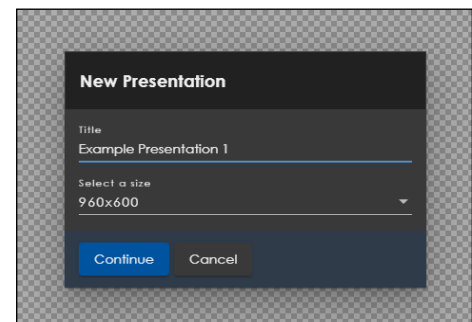 New Presentation
Title
Example Presentation 1
Select a size
960x600
Continue Cancel